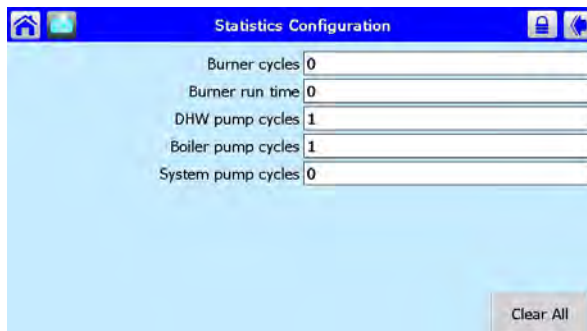 Statistics Configuration
Burner cycles 0
Burner run time 0
DHW pump cycles 1
Boiler pump cycles 1
System pump cycles 0
Clear All